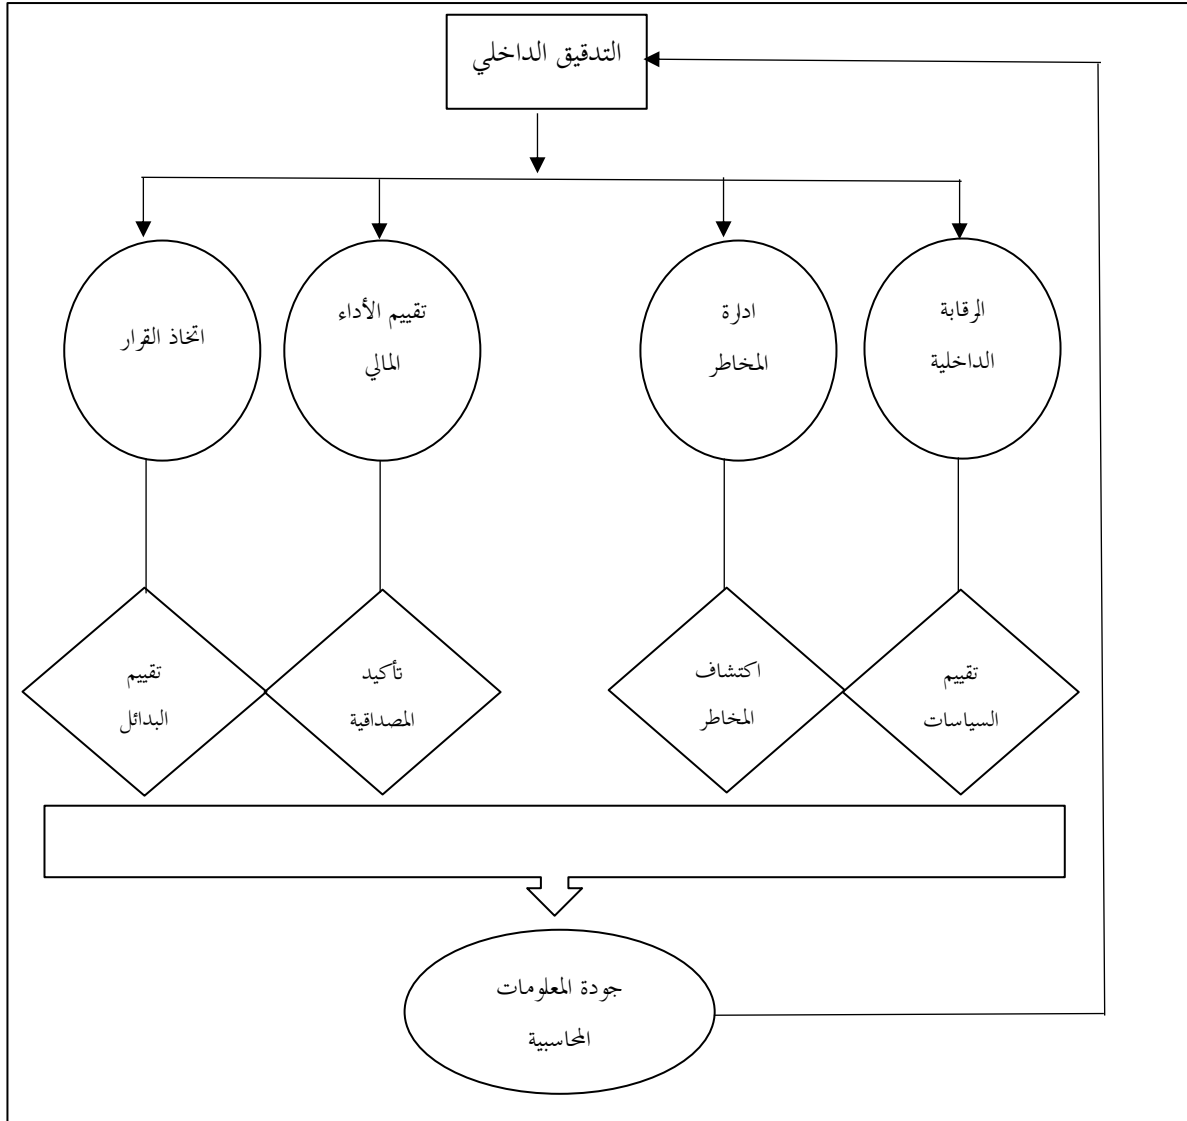 التدقيق الداخلي
الرقابة
الداخلية
ادارة
المخاطر
تقييم الأداء
المالي
اتخاذ القرار
تقييم
السياسات
اكتشاف
المخاطر
تأكيد
المصداقية
تقييم
البدائل
جودة المعلومات
المحاسبية